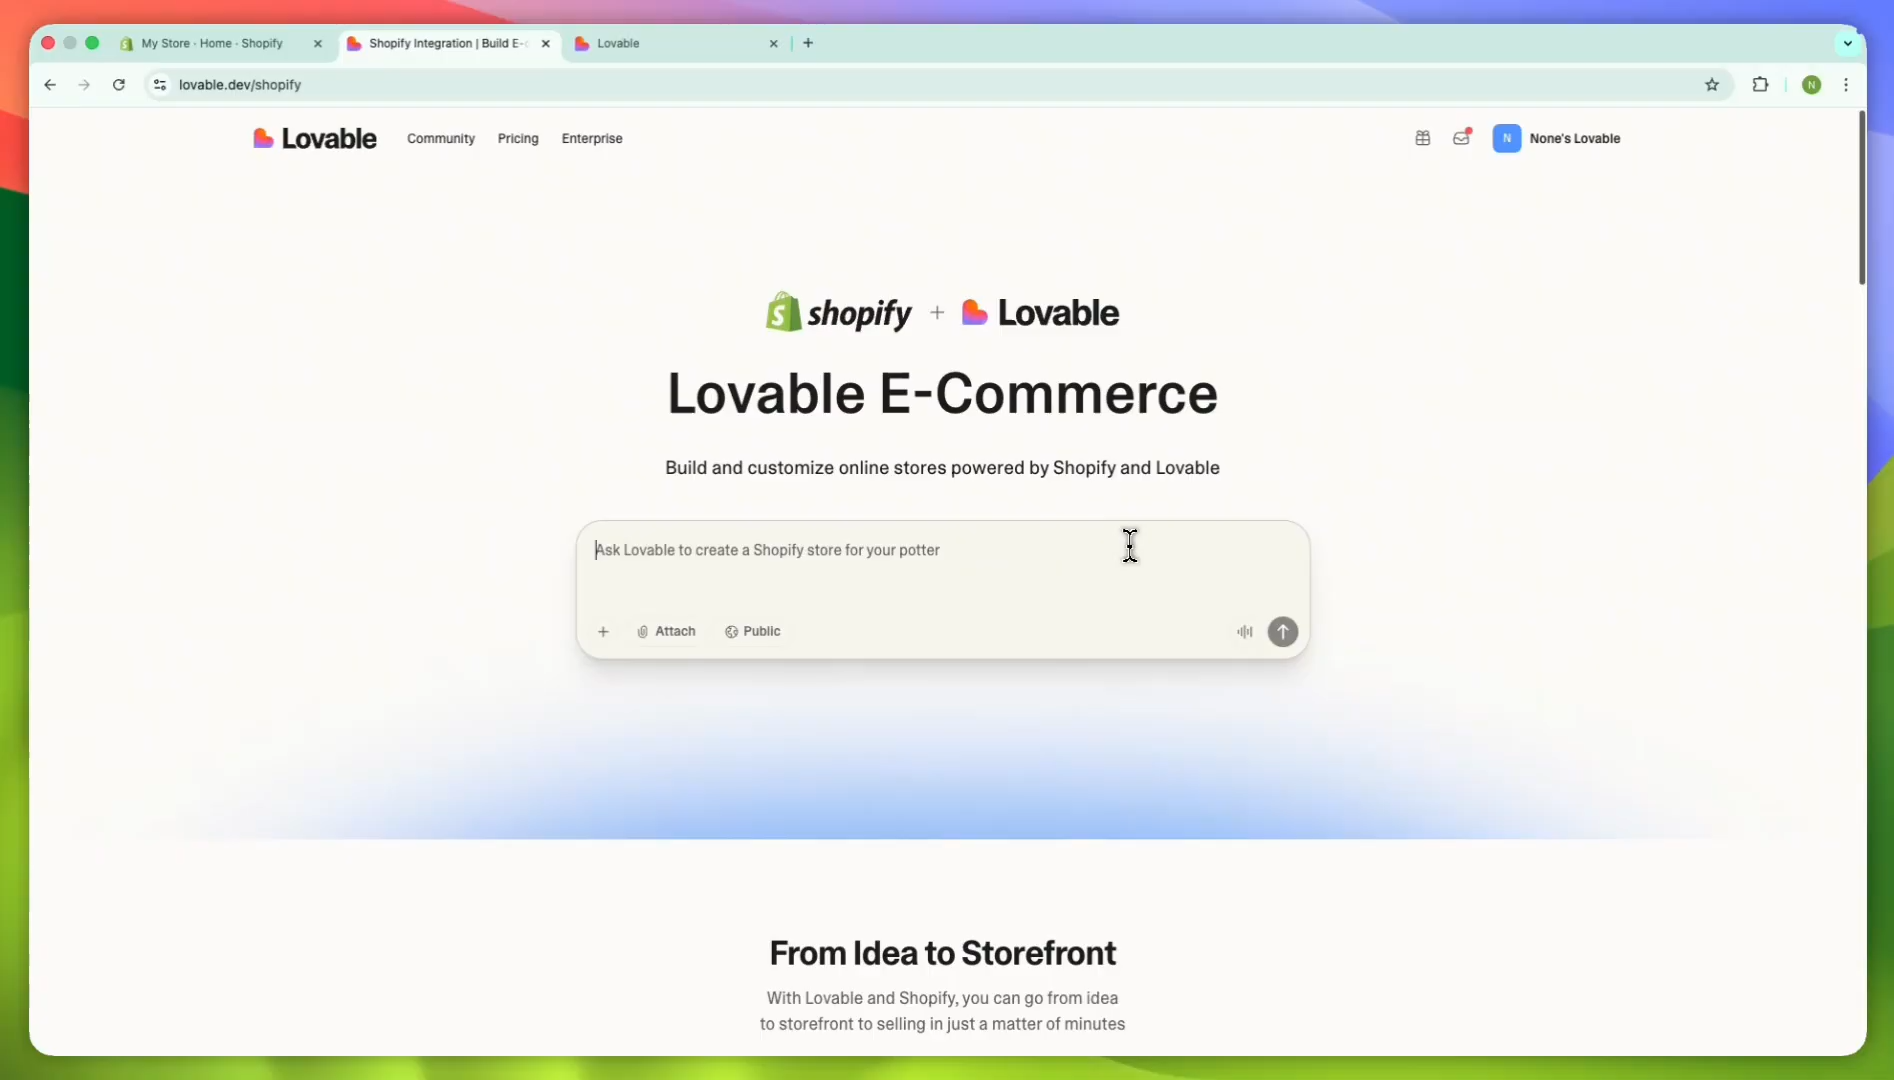 My Store · Home · Shopify
Shopify Integration | Build E-
Lovable
lovable.dev/shopify
N
Lovable
Community
Pricing
Enterprise
N
None's Lovable
shopify + Lovable
Lovable E-Commerce
Build and customize online stores powered by Shopify and Lovable
Ask Lovable to create a Shopify store for your potter
Attach
Public
From Idea to Storefront
With Lovable and Shopify, you can go from idea
to storefront to selling in just a matter of minutes